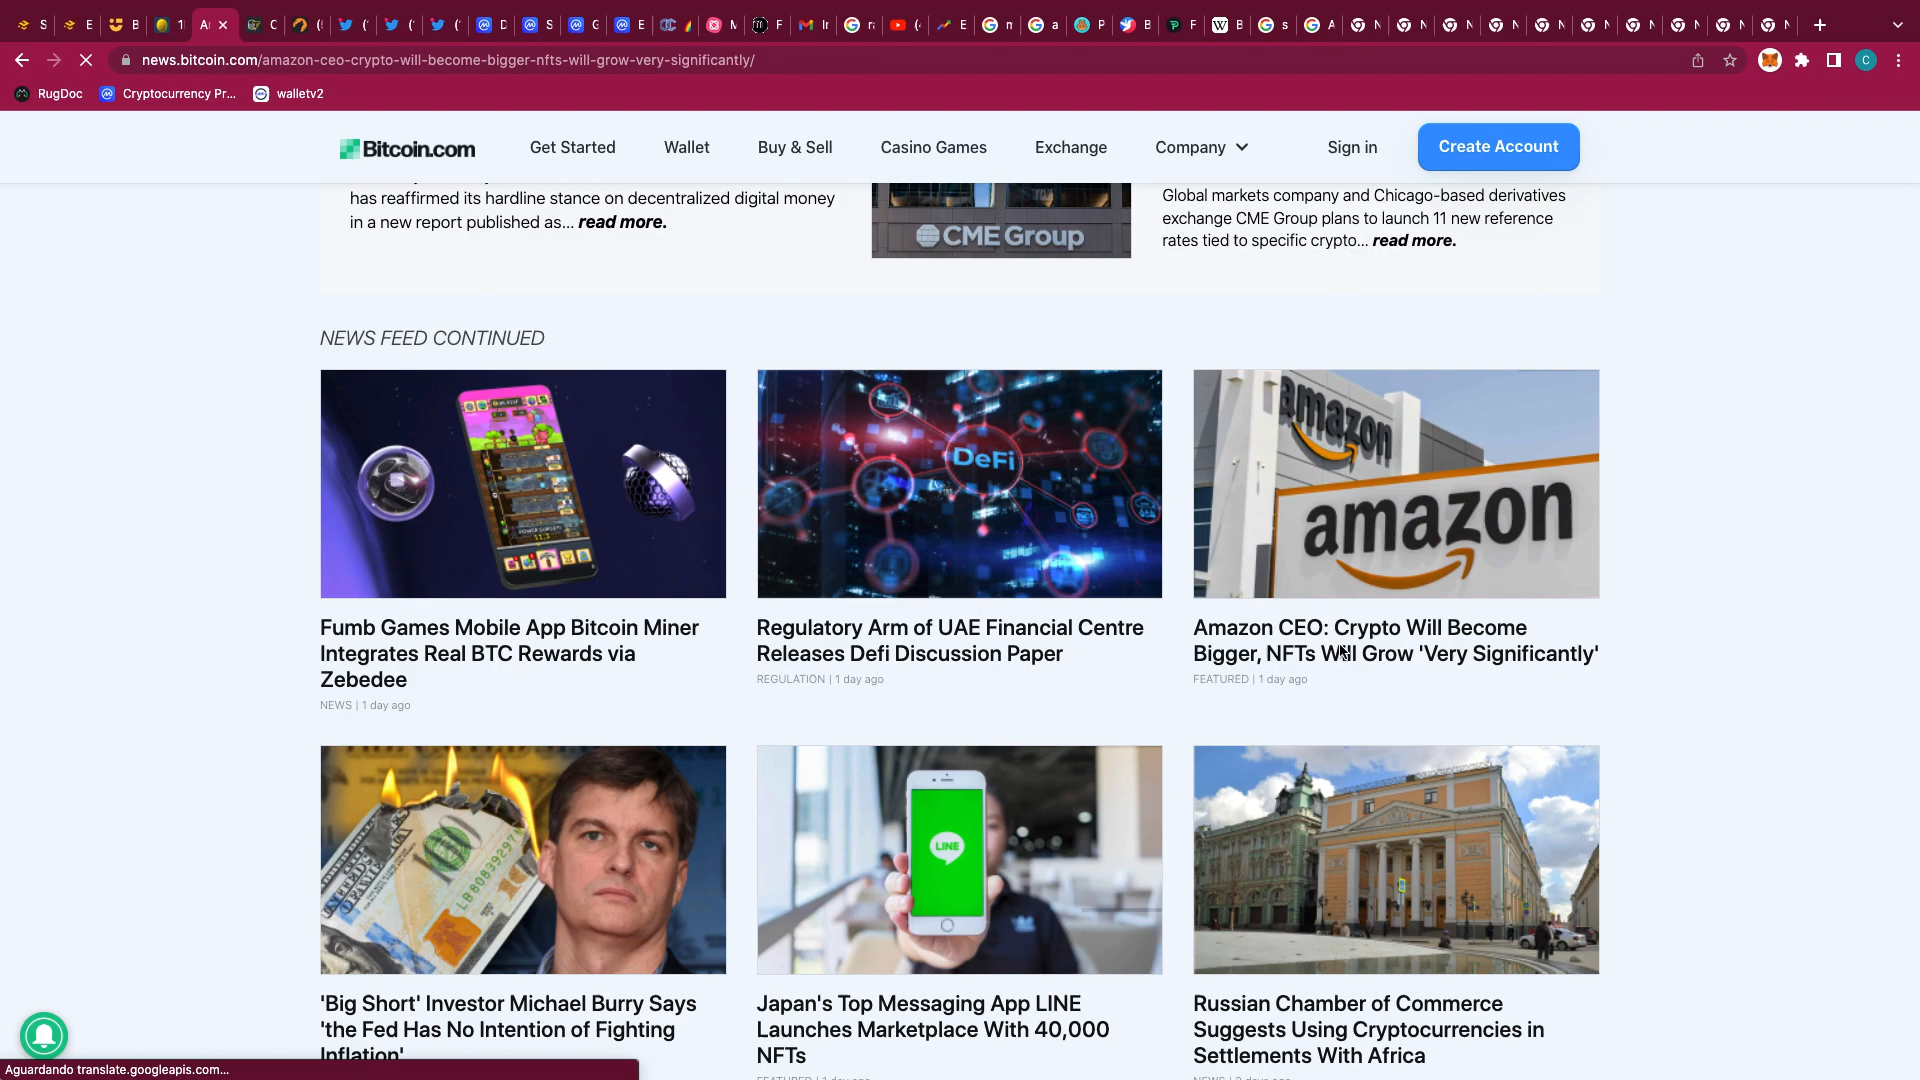 news.bitcoin.com/amazon-ceo-crypto-will-become-bigger-nfts-will-grow-very-significantly/
RugDoc
Cryptocurrency Pr...
walletv2
Bitcoin.com
Get Started
Wallet
Buy & Sell
Casino Games
Exchange
Company
Sign in
Create Account
has reaffirmed its hardline stance on decentralized digital money
in a new report published as... read more.
CME Group
Global markets company and Chicago-based derivatives
exchange CME Group plans to launch 11 new reference
rates tied to specific crypto... read more.
NEWS FEED CONTINUED
DeFi
amazon
amazon
Fumb Games Mobile App Bitcoin Miner
Integrates Real BTC Rewards via
Zebedee
NEWS | 1 day ago
Regulatory Arm of UAE Financial Centre
Releases Defi Discussion Paper
REGULATION | 1 day ago
Amazon CEO: Crypto Will Become
Bigger, NFTs Will Grow 'Very Significantly'
FEATURED | 1 day ago
LINE
'Big Short' Investor Michael Burry Says
'the Fed Has No Intention of Fighting
Inflation'
Japan's Top Messaging App LINE
Launches Marketplace With 40,000
NFTs
FEATURED | 1 day ago
Russian Chamber of Commerce
Suggests Using Cryptocurrencies in
Settlements With Africa
Aguardando translate.googleapis.com...